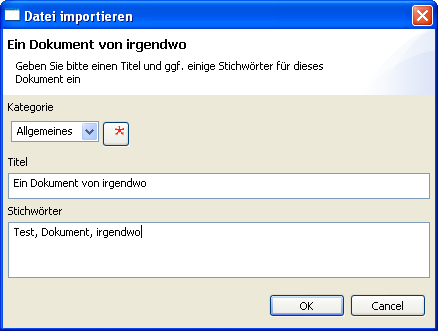 Datei importieren
Ein Dokument von irgendwo
Geben Sie bitte einen Titel und ggf. einige Stichwörter für dieses
Dokument ein
Kategorie
Allgemeines
*
Titel
Ein Dokument von irgendwo
Stichwörter
Test, Dokument, irgendwo
OK Cancel